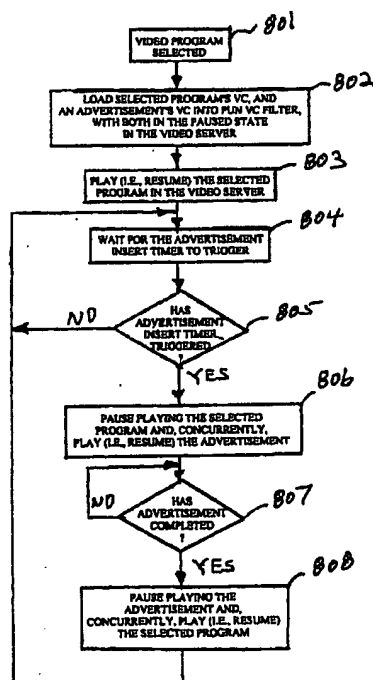 801
VIDEO PROGRAM
SELECTED
802
LOAD SELECTED PROGRAM'S VC, AND
AN ADVERTISEMENT'S VC INTO PUN VC FILTER,
WITH BOTH IN THE PAUSED STATE
IN THE VIDEO SERVER
803
PLAY (I.E., RESUME) THE SELECTED
PROGRAM IN THE VIDEO SERVER
804
WAIT FOR THE ADVERTISEMENT
INSERT TIMER TO TRIGGER
805
HAS
ADVERTISEMENT
INSERT TIMER
TRIGGERED
?
NO
YES
806
PAUSE PLAYING THE SELECTED
PROGRAM AND, CONCURRENTLY,
PLAY (I.E., RESUME) THE ADVERTISEMENT
807
HAS
ADVERTISEMENT
COMPLETED
?
NO
YES
808
PAUSE PLAYING THE
ADVERTISEMENT AND,
CONCURRENTLY, PLAY (I.E., RESUME)
THE SELECTED PROGRAM